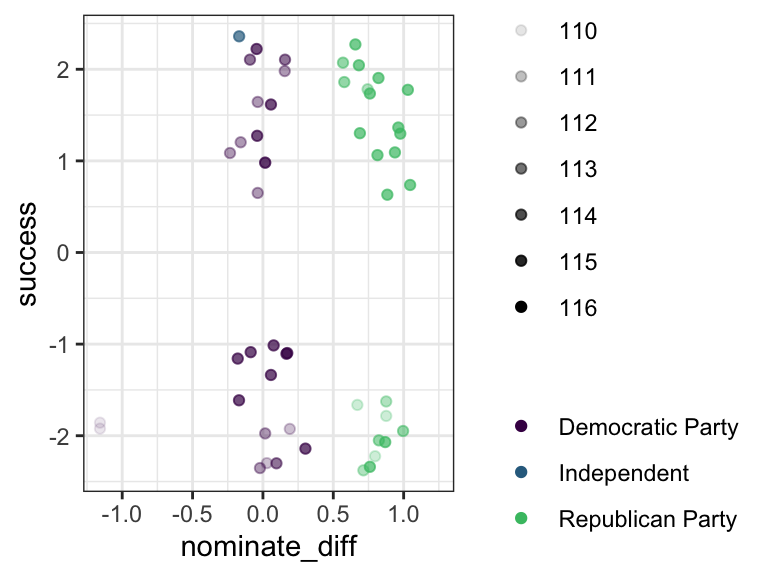 success
2
1
0
-1
-2
-1.0 -0.5 0.0 0.5 1.0
nominate_diff
110
111
112
113
114
115
116
Democratic Party
Independent
Republican Party